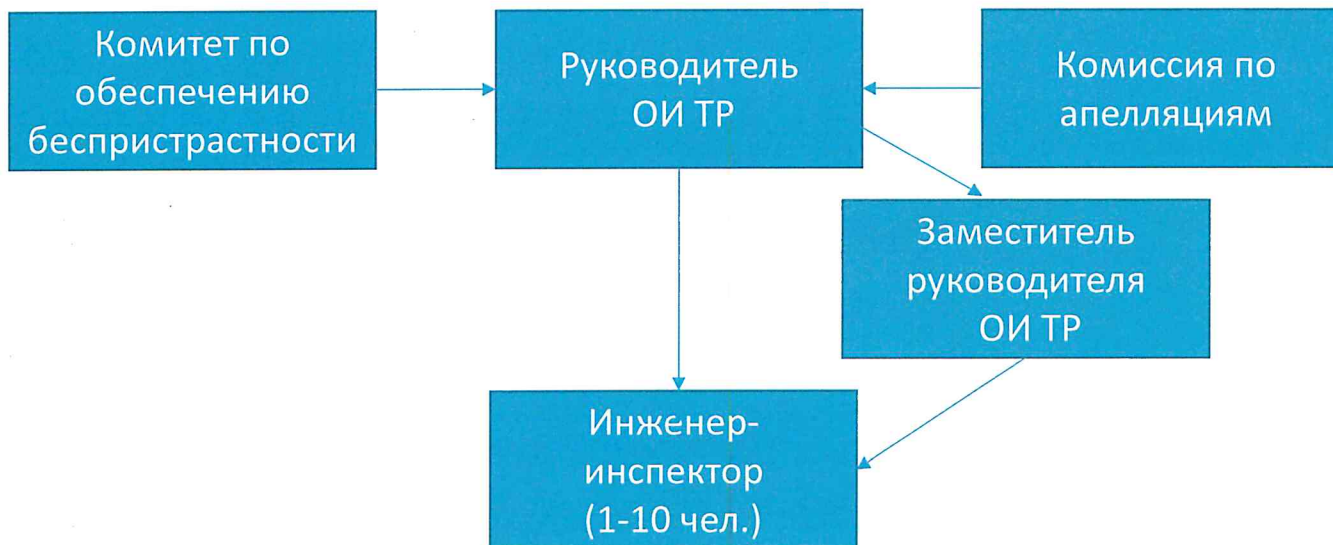 Комитет по
обеспечению
беспристрастности
Руководитель
ОИ ТР
Комиссия по
апелляциям
Заместитель
руководителя
ОИ ТР
Инженер-
инспектор
(1-10 чел.)